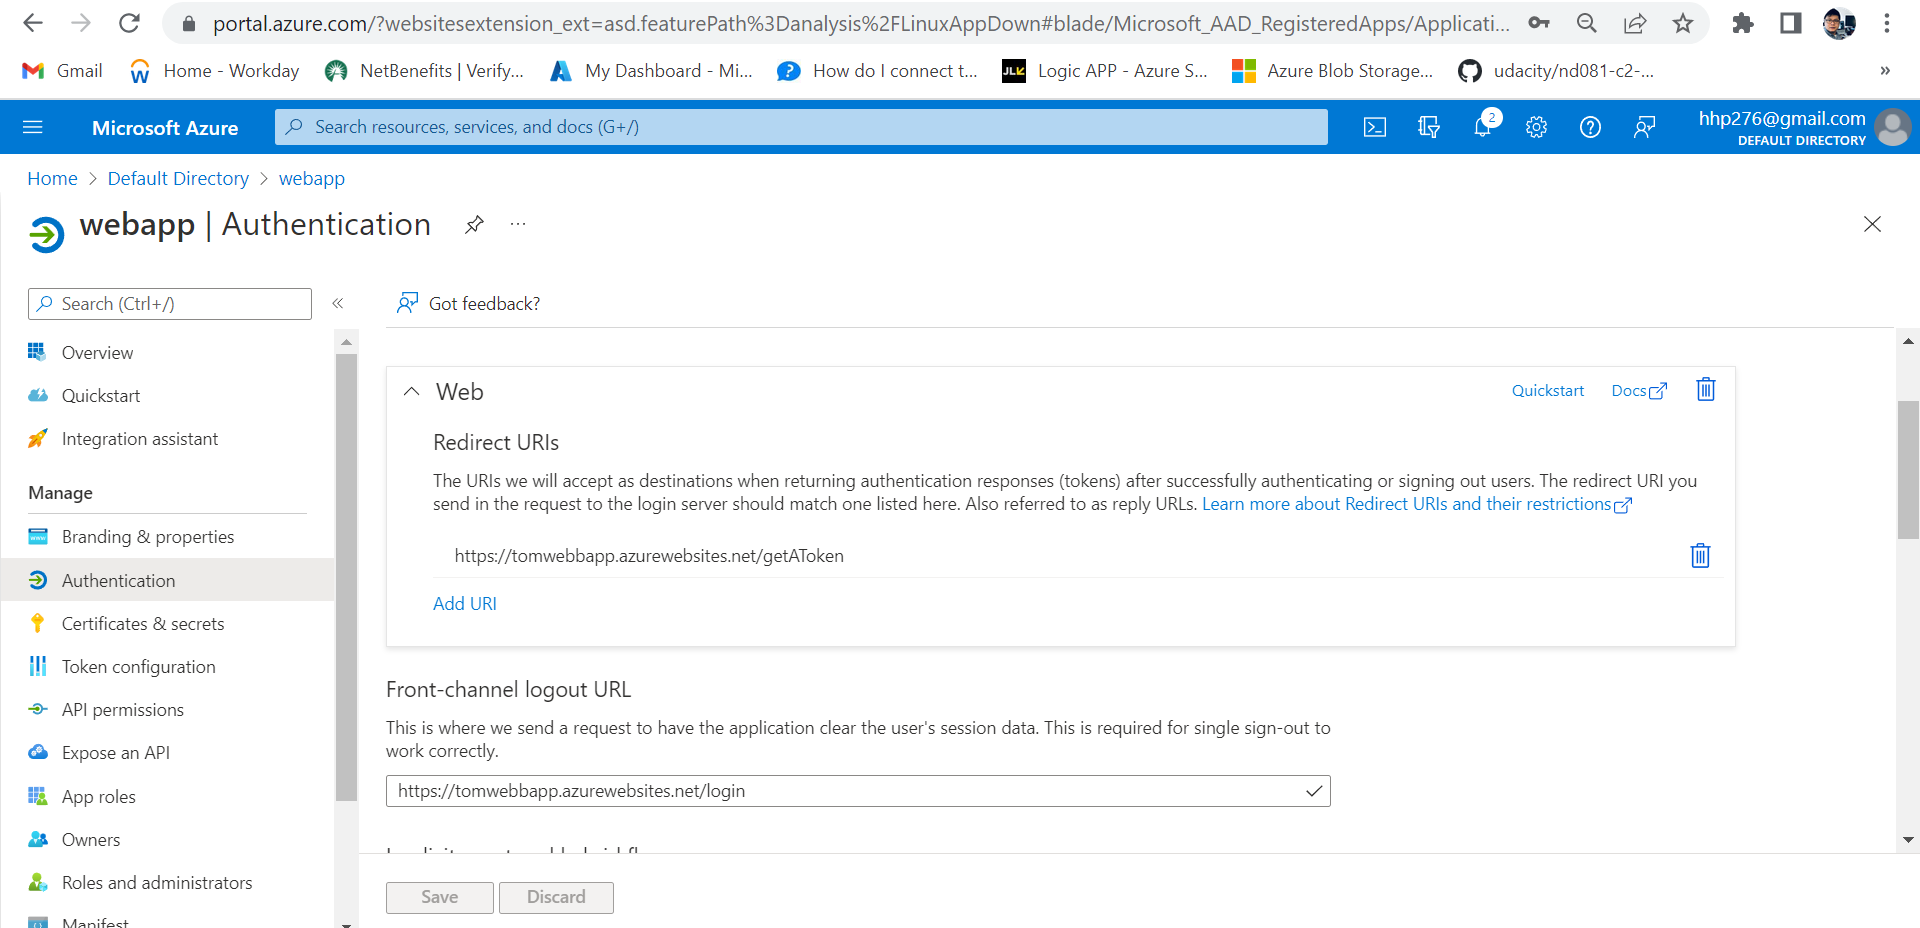 portal.azure.com/?websitesextension_ext=asd.featurePath%3Danalysis%2FLinuxAppDown#blade/Microsoft_AAD_RegisteredApps/Applicati...
Gmail Home - Workday NetBenefits | Verify... My Dashboard - Mi... How do I connect t... JLK Logic APP - Azure S... Azure Blob Storage... udacity/nd081-c2-... »
Microsoft Azure
Search resources, services, and docs (G+/)
2
hhp276@gmail.com
DEFAULT DIRECTORY
Home > Default Directory > webapp
webapp | Authentication ...
Search (Ctrl+/) «
Got feedback?
Overview
Quickstart
Integration assistant
Manage
Branding & properties
Authentication
Certificates & secrets
Token configuration
API permissions
Expose an API
App roles
Owners
Roles and administrators
Manifest
Web
Quickstart Docs
Redirect URIs
The URIs we will accept as destinations when returning authentication responses (tokens) after successfully authenticating or signing out users. The redirect URI you
send in the request to the login server should match one listed here. Also referred to as reply URLs. Learn more about Redirect URIs and their restrictions
https://tomwebbapp.azurewebsites.net/getAToken
Add URI
Front-channel logout URL
This is where we send a request to have the application clear the user's session data. This is required for single sign-out to
work correctly.
https://tomwebbapp.azurewebsites.net/login
Save Discard